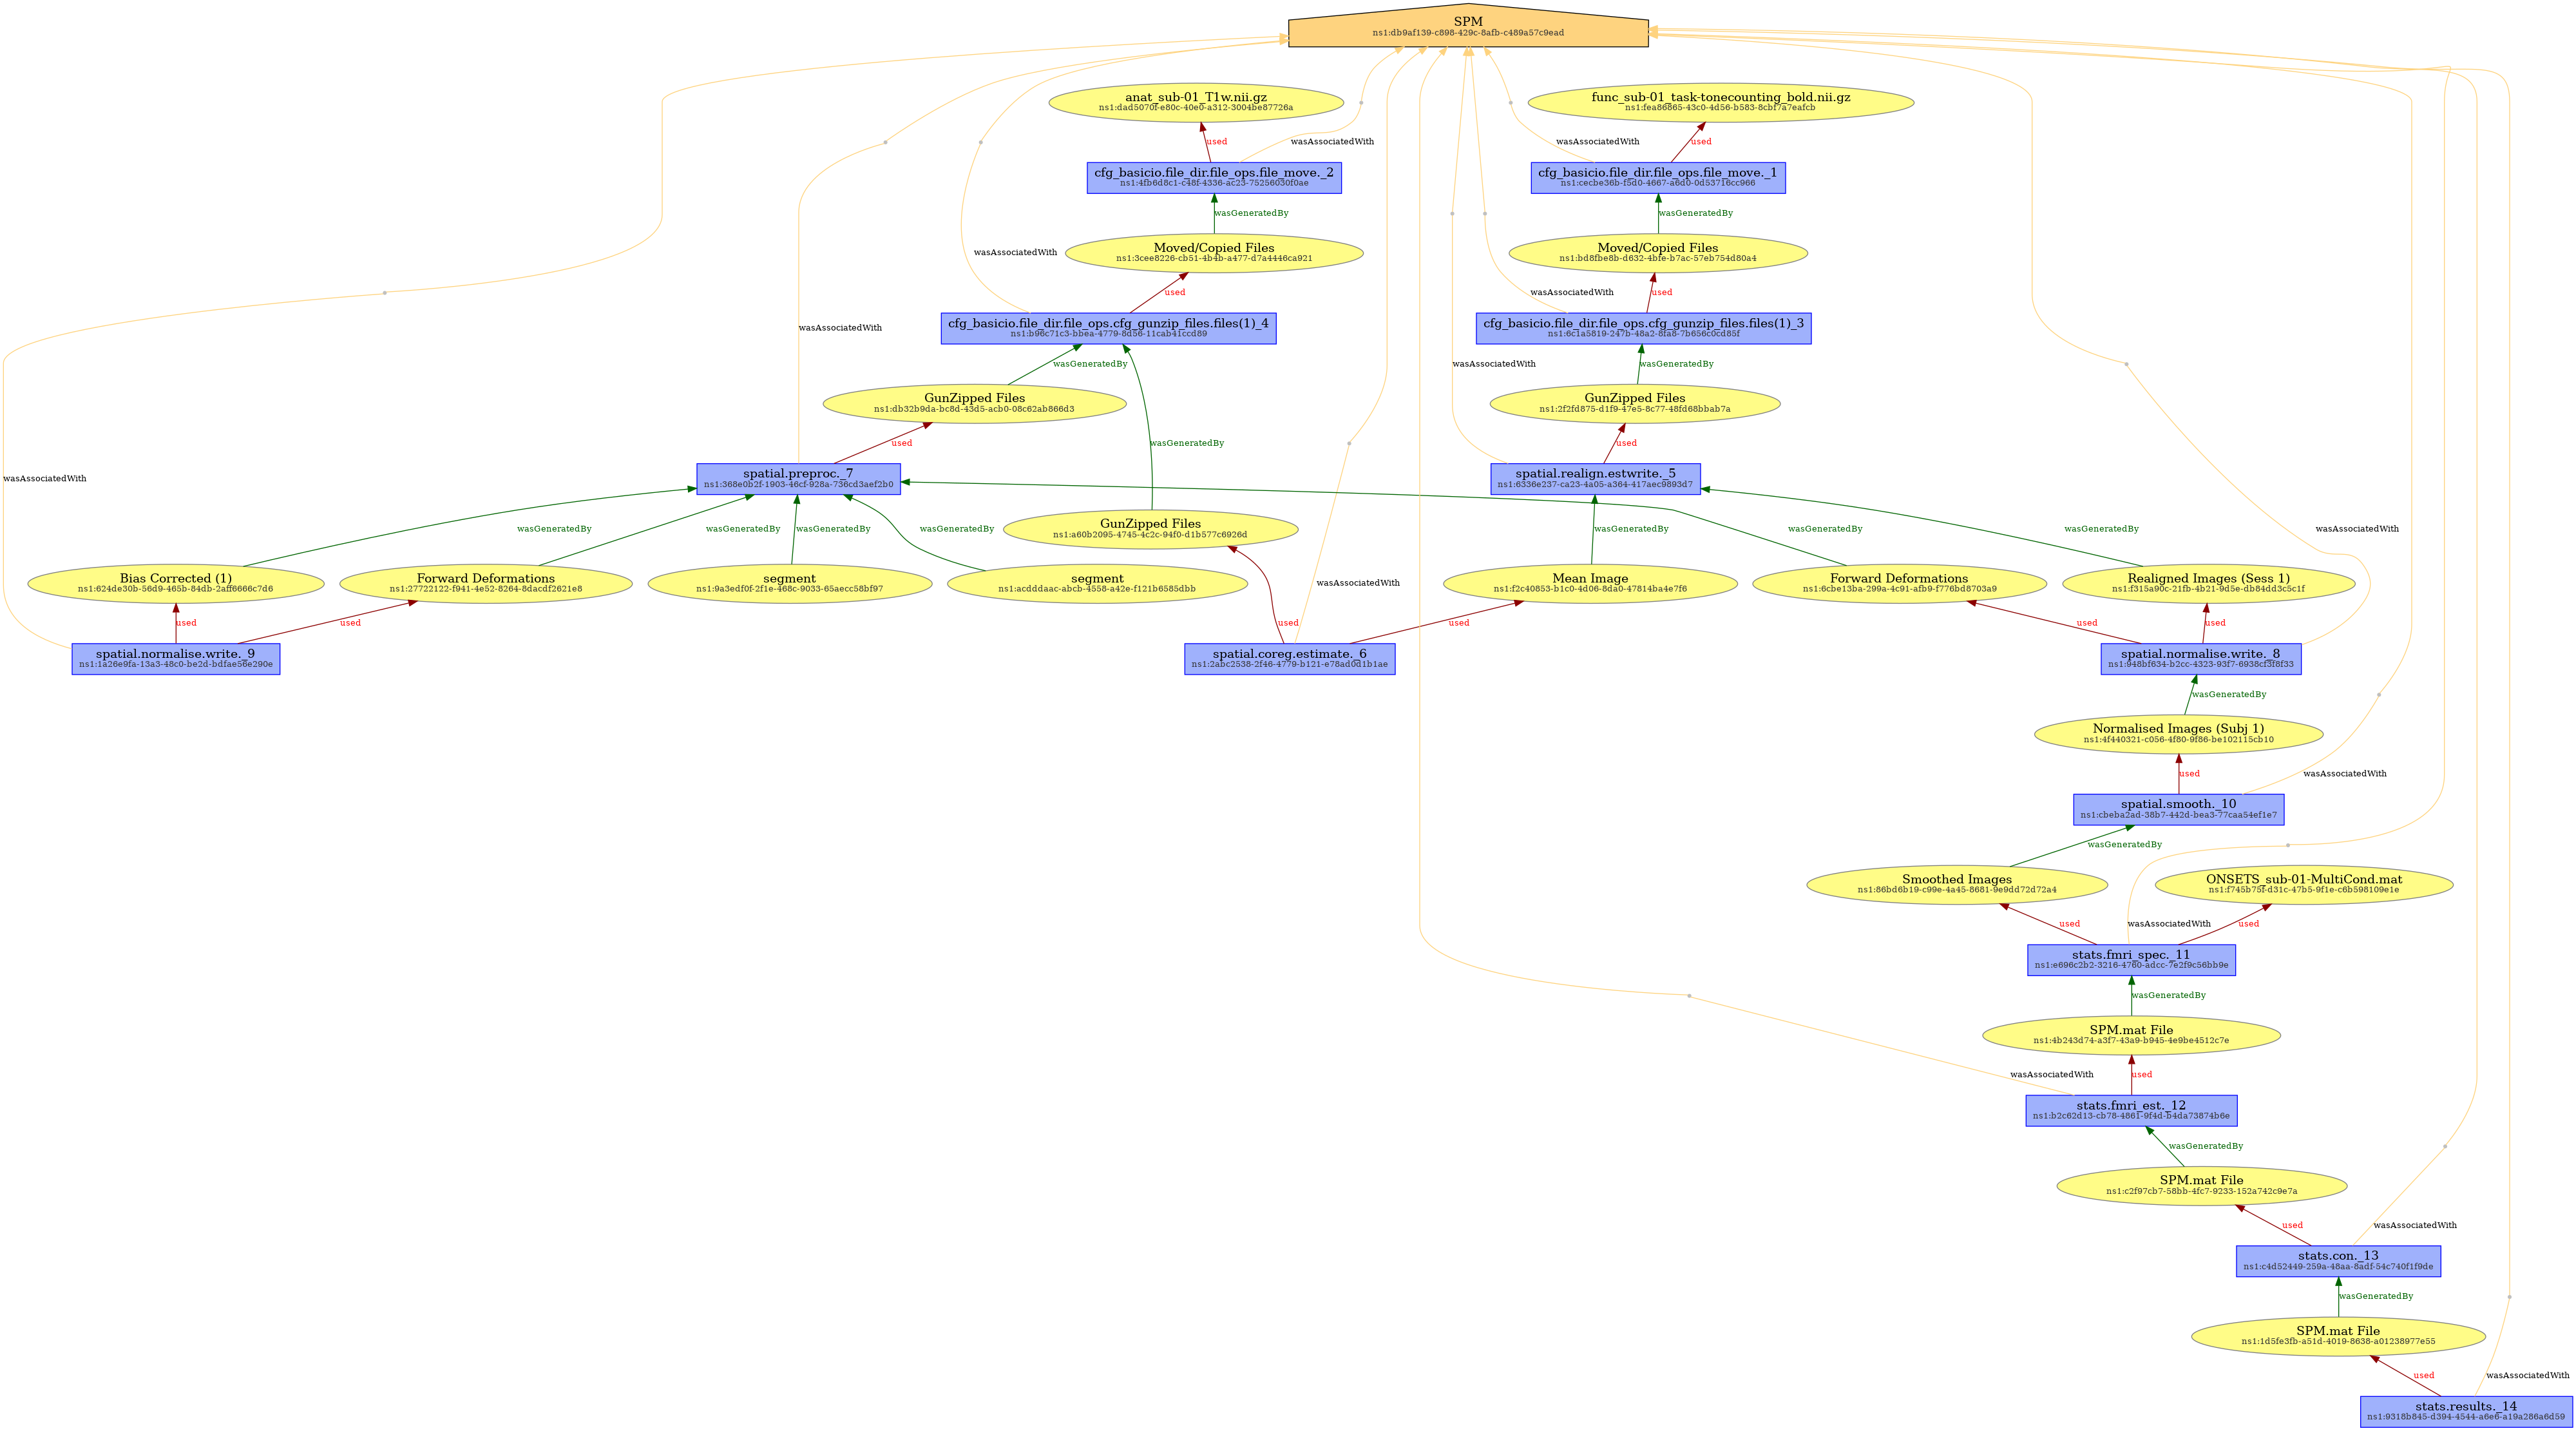 SPM
ns1:db9af139-c898-429c-8afb-c489a57c9ead
anat_sub-01_T1w.nii.gz
ns1:dad5070f-e80c-40e0-a312-3004be87726a
func_sub-01_task-tonecounting_bold.nii.gz
ns1:fea86865-43c0-4d56-b583-8cbf7a7eafcb
used
wasAssociatedWith
wasAssociatedWith
used
cfg_basicio.file_dir.file_ops.file_move._2
ns1:4fb6d8c1-c48f-4336-ac25-75256030f0ae
cfg_basicio.file_dir.file_ops.file_move._1
ns1:cecbe36b-f5d0-4667-a6d0-0d53716cc966
wasGeneratedBy
wasGeneratedBy
Moved/Copied Files
ns1:3cee8226-cb51-4b4b-a477-d7a4446ca921
Moved/Copied Files
ns1:bd8fbe8b-d632-4bfe-b7ac-57eb754d80a4
wasAssociatedWith
used
wasAssociatedWith
used
cfg_basicio.file_dir.file_ops.cfg_gunzip_files.files(1)_4
ns1:b96c71c3-bbea-4779-8d56-11cab41ccd89
cfg_basicio.file_dir.file_ops.cfg_gunzip_files.files(1)_3
ns1:6c1a5819-247b-48a2-8fa8-7b656c0cd85f
wasAssociatedWith
wasGeneratedBy
wasAssociatedWith
wasGeneratedBy
GunZipped Files
ns1:db32b9da-bc8d-43d5-acb0-08c62ab866d3
GunZipped Files
ns1:2f2fd875-d1f9-47e5-8c77-48fd68bbab7a
used
wasGeneratedBy
used
wasAssociatedWith
spatial.preproc._7
ns1:368e0b2f-1903-46cf-928a-736cd3aef2b0
spatial.realign.estwrite._5
ns1:6336e237-ca23-4a05-a364-417aec9893d7
wasGeneratedBy
wasGeneratedBy
wasGeneratedBy
wasGeneratedBy
GunZipped Files
ns1:a60b2095-4745-4c2c-94f0-d1b577c6926d
wasGeneratedBy
wasGeneratedBy
wasGeneratedBy
wasAssociatedWith
Bias Corrected (1)
ns1:624de30b-56d9-465b-84db-2aff6666c7d6
Forward Deformations
ns1:27722122-f941-4e52-8264-8dacdf2621e8
segment
ns1:9a3edf0f-2f1e-468c-9033-65aecc58bf97
segment
ns1:acdddaac-abcb-4558-a42e-f121b6585dbb
wasAssociatedWith
Mean Image
ns1:f2c40853-b1c0-4d06-8da0-47814ba4e7f6
Forward Deformations
ns1:6cbe13ba-299a-4c91-afb9-f776bd8703a9
Realigned Images (Sess 1)
ns1:f315a90c-21fb-4b21-9d5e-db84dd3c5c1f
used
used
used
used
used
used
spatial.normalise.write._9
ns1:1a26e9fa-13a3-48c0-be2d-bdfae56e290e
spatial.coreg.estimate._6
ns1:2abc2538-2f46-4779-b121-e78ad0d1b1ae
spatial.normalise.write._8
ns1:948bf634-b2cc-4323-93f7-6938cf3f8f33
wasGeneratedBy
Normalised Images (Subj 1)
ns1:4f440321-c056-4f80-9f86-be102115cb10
used
wasAssociatedWith
spatial.smooth._10
ns1:cbeba2ad-38b7-442d-bea3-77caa54ef1e7
wasGeneratedBy
Smoothed Images
ns1:86bd6b19-c99e-4a45-8681-9e9dd72d72a4
ONSETS_sub-01-MultiCond.mat
ns1:f745b75f-d31c-47b5-9f1e-c6b598109e1e
used
wasAssociatedWith
used
stats.fmri_spec._11
ns1:e696c2b2-3216-4760-adcc-7e2f9c56bb9e
wasGeneratedBy
SPM.mat File
ns1:4b243d74-a3f7-43a9-b945-4e9be4512c7e
wasAssociatedWith
used
stats.fmri_est._12
ns1:b2c62d13-cb78-4861-9f4d-b4da73874b6e
wasGeneratedBy
SPM.mat File
ns1:c2f97cb7-58bb-4fc7-9233-152a742c9e7a
used
wasAssociatedWith
stats.con._13
ns1:c4d52449-259a-48aa-8adf-54c740f1f9de
wasGeneratedBy
SPM.mat File
ns1:1d5fe3fb-a51d-4019-8638-a01238977e55
used
wasAssociatedWith
stats.results._14
ns1:9318b845-d394-4544-a6e6-a19a286a6d59